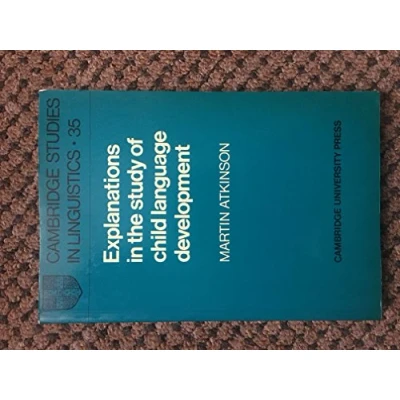 CAMBRIDGE STUDIES
IN LINGUISTICS · 35
Explanations
in the study of
child language
development
MARTIN ATKINSON
CAMBRIDGE UNIVERSITY PRESS